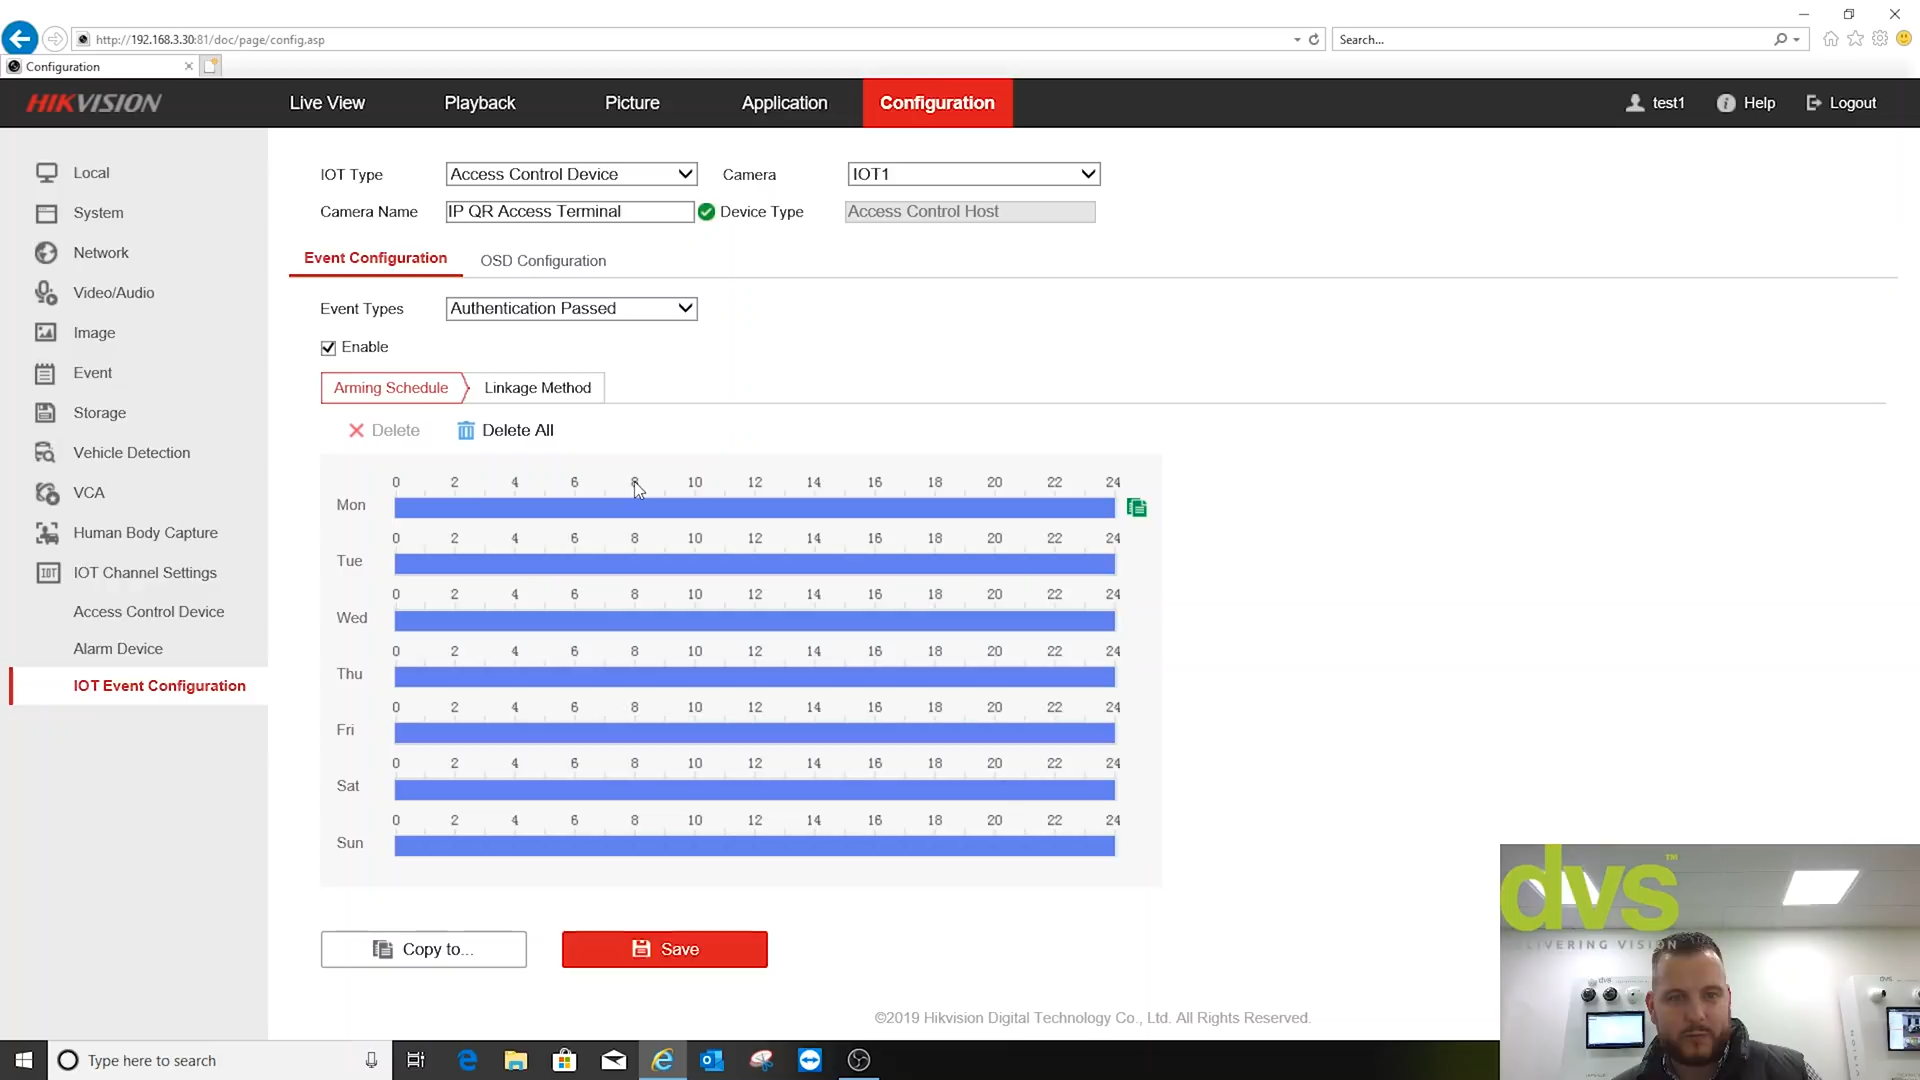 http://192.168.3.30:81/doc/page/config.asp
Search...
Configuration
HIKVISION
Live View
Playback
Picture
Application
Configuration
test1
Help
Logout
Local
System
Network
Video/Audio
Image
Event
Storage
Vehicle Detection
VCA
Human Body Capture
IOT IOT Channel Settings
Access Control Device
Alarm Device
IOT Event Configuration
IOT Type Access Control Device Camera IOT1
Camera Name IP QR Access Terminal Device Type Access Control Host
Event Configuration OSD Configuration
Event Types Authentication Passed
Enable
Arming Schedule Linkage Method
Delete Delete All
0 2 4 6 8 10 12 14 16 18 20 22 24
Mon
0 2 4 6 8 10 12 14 16 18 20 22 24
Tue
0 2 4 6 8 10 12 14 16 18 20 22 24
Wed
0 2 4 6 8 10 12 14 16 18 20 22 24
Thu
0 2 4 6 8 10 12 14 16 18 20 22 24
Fri
0 2 4 6 8 10 12 14 16 18 20 22 24
Sat
0 2 4 6 8 10 12 14 16 18 20 22 24
Sun
Copy to...
Save
©2019 Hikvision Digital Technology Co., Ltd. All Rights Reserved.
dvs™
DELIVERING VISION
dvs
dvs
Type here to search